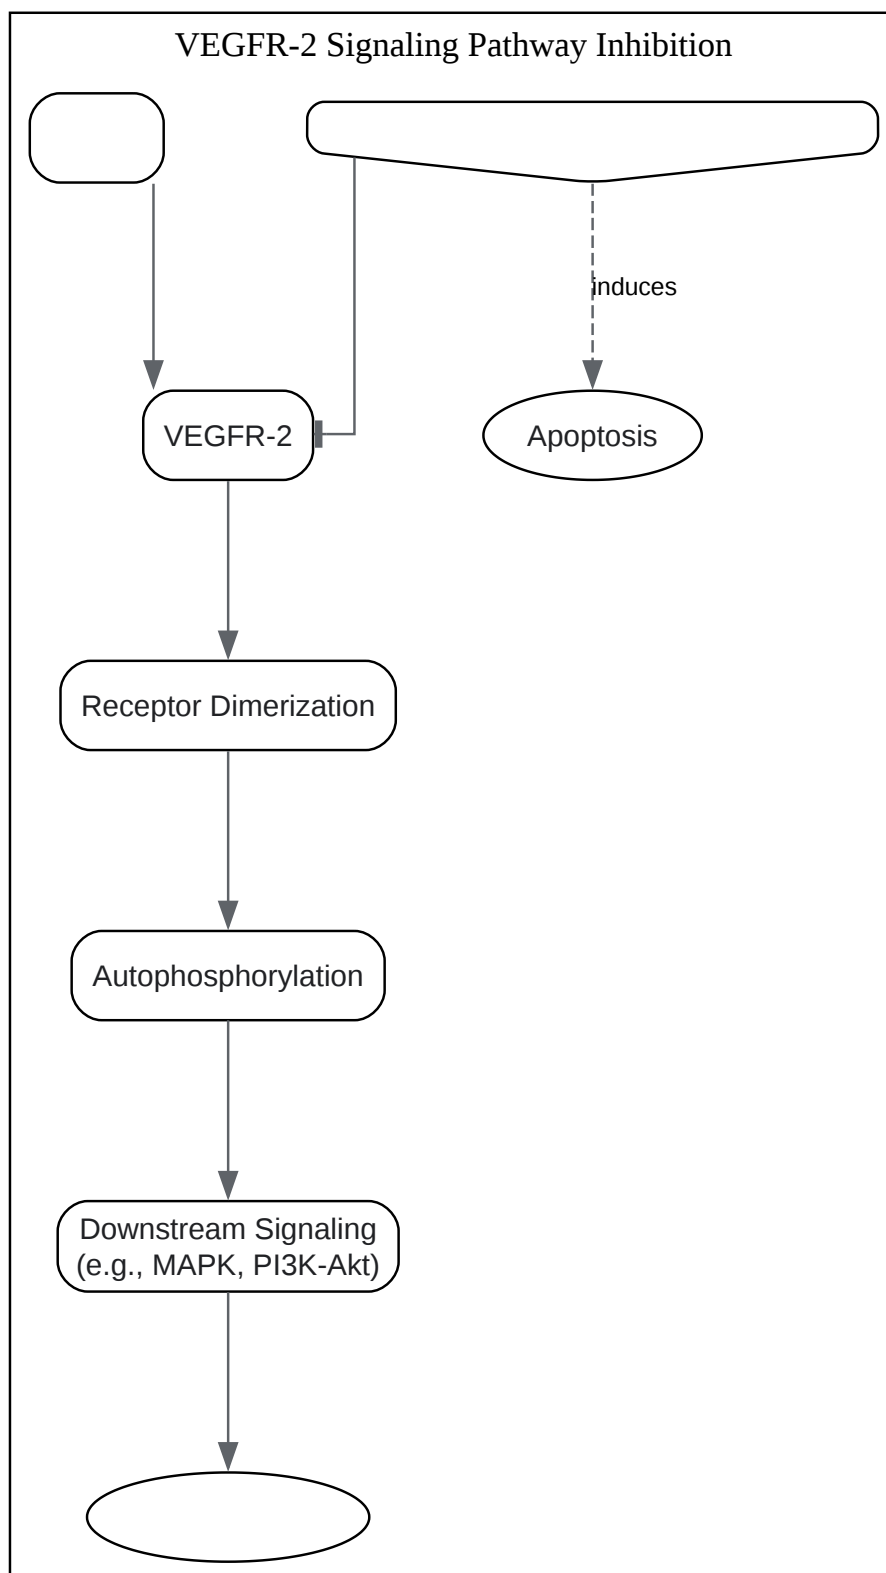 VEGFR-2 Signaling Pathway Inhibition
induces
VEGFR-2
Apoptosis
Receptor Dimerization
Autophosphorylation
Downstream Signaling
(e.g., MAPK, PI3K-Akt)